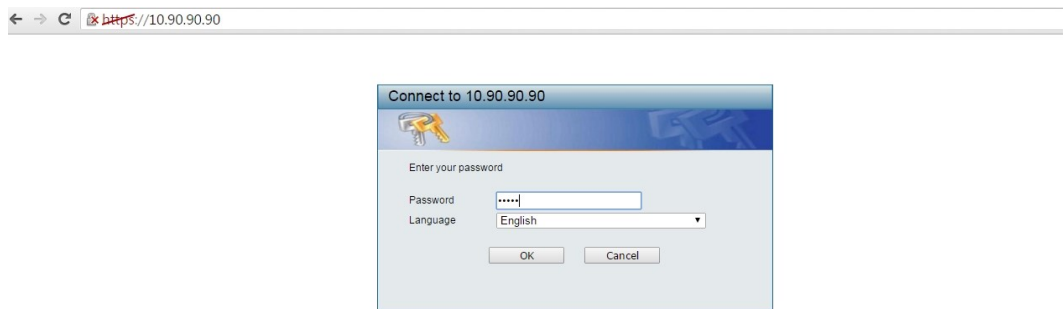 https://10.90.90.90
Connect to 10.90.90.90
Enter your password
Password •••••
Language English
OK Cancel